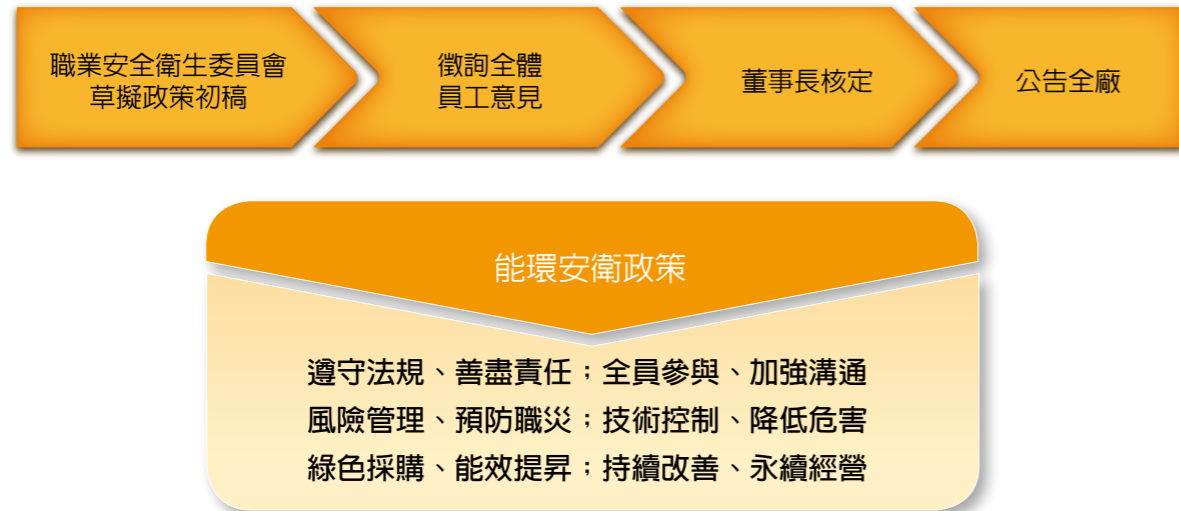 職業安全衛生委員會
草擬政策初稿
徵詢全體
員工意見
董事長核定
公告全廠
能環安衛政策
遵守法規、善盡責任；全員參與、加強溝通
風險管理、預防職災；技術控制、降低危害
綠色採購、能效提昇；持續改善、永續經營